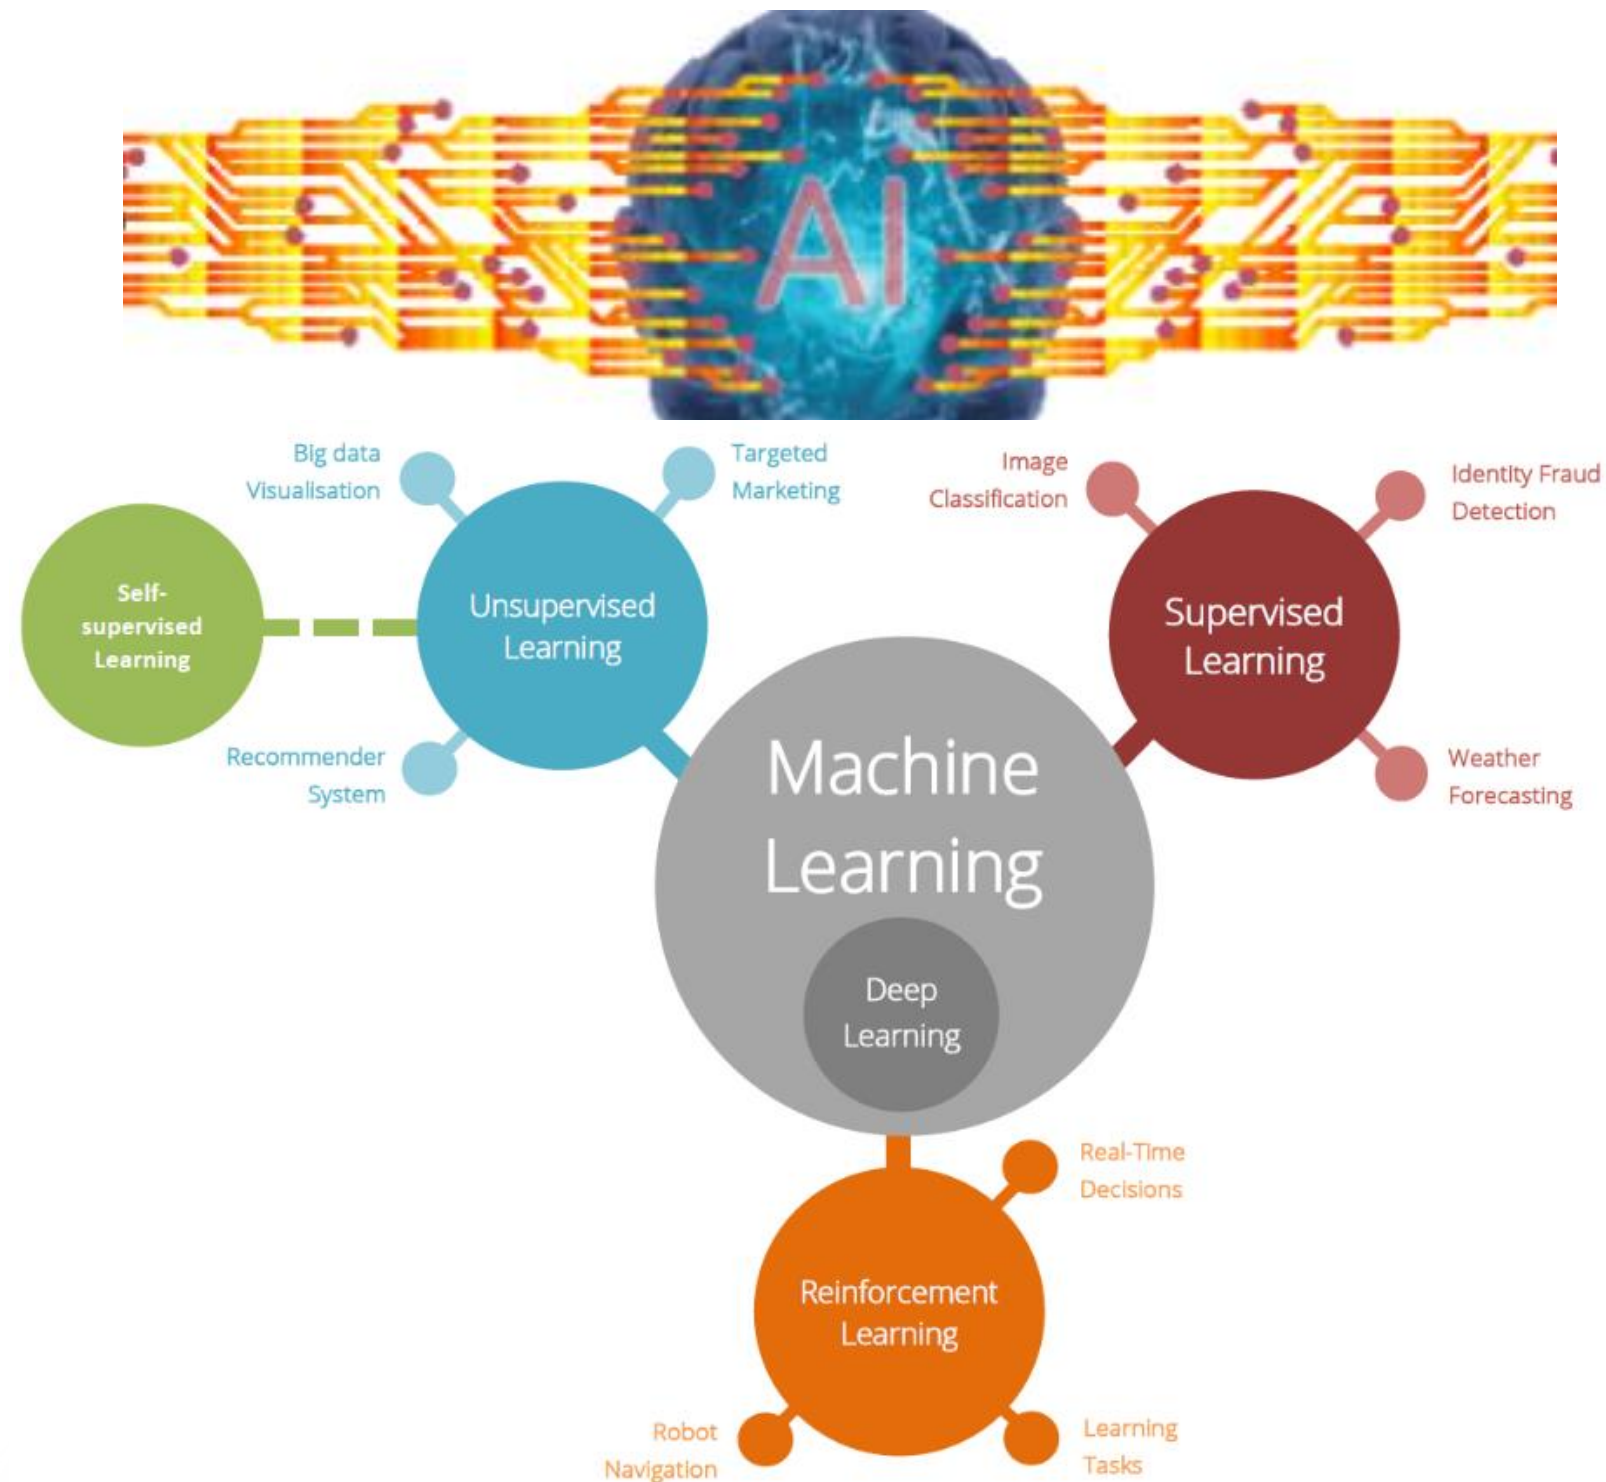 AI
Big data
Visualisation
Targeted
Marketing
Image
Classification
Identity Fraud
Detection
Self-
supervised
Learning
Unsupervised
Learning
Supervised
Learning
Recommender
System
Machine
Learning
Weather
Forecasting
Deep
Learning
Real-Time
Decisions
Reinforcement
Learning
Robot
Navigation
Learning
Tasks